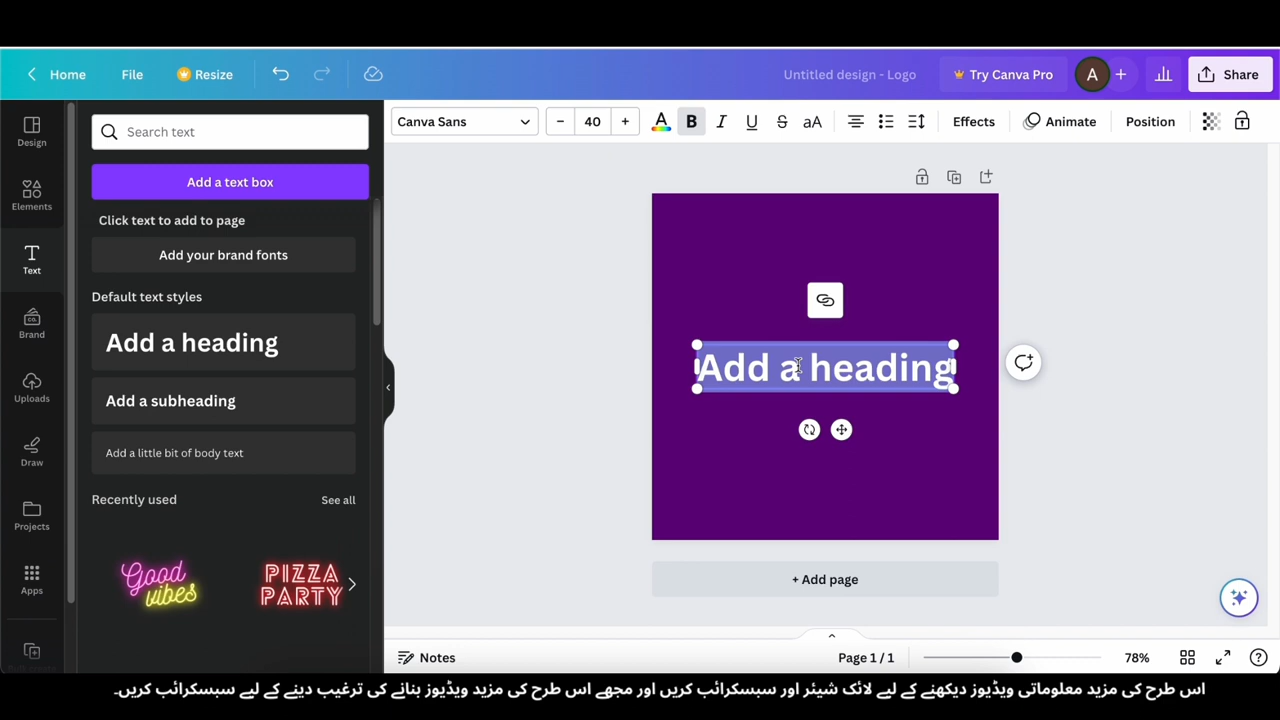 Home File Resize Untitled design - Logo Try Canva Pro A + Share
Search text
Canva Sans 40 A B I U S aA Effects Animate Position
Design
Elements
Text
Brand
Uploads
Draw
Projects
Apps
Add a text box
Click text to add to page
Add your brand fonts
Default text styles
Add a heading
Add a subheading
Add a little bit of body text
Recently used See all
Good vibes
PIZZA PARTY
Add a heading
+ Add page
Notes Page 1 / 1 78%
اس طرح کی مزید معلوماتی ویڈیوز دیکھنے کے لیے لائک شیئر اور سبسکرائب کریں اور مجھے اس طرح کی مزید ویڈیوز بنانے کی ترغیب دینے کے لیے سبسکرائب کریں۔